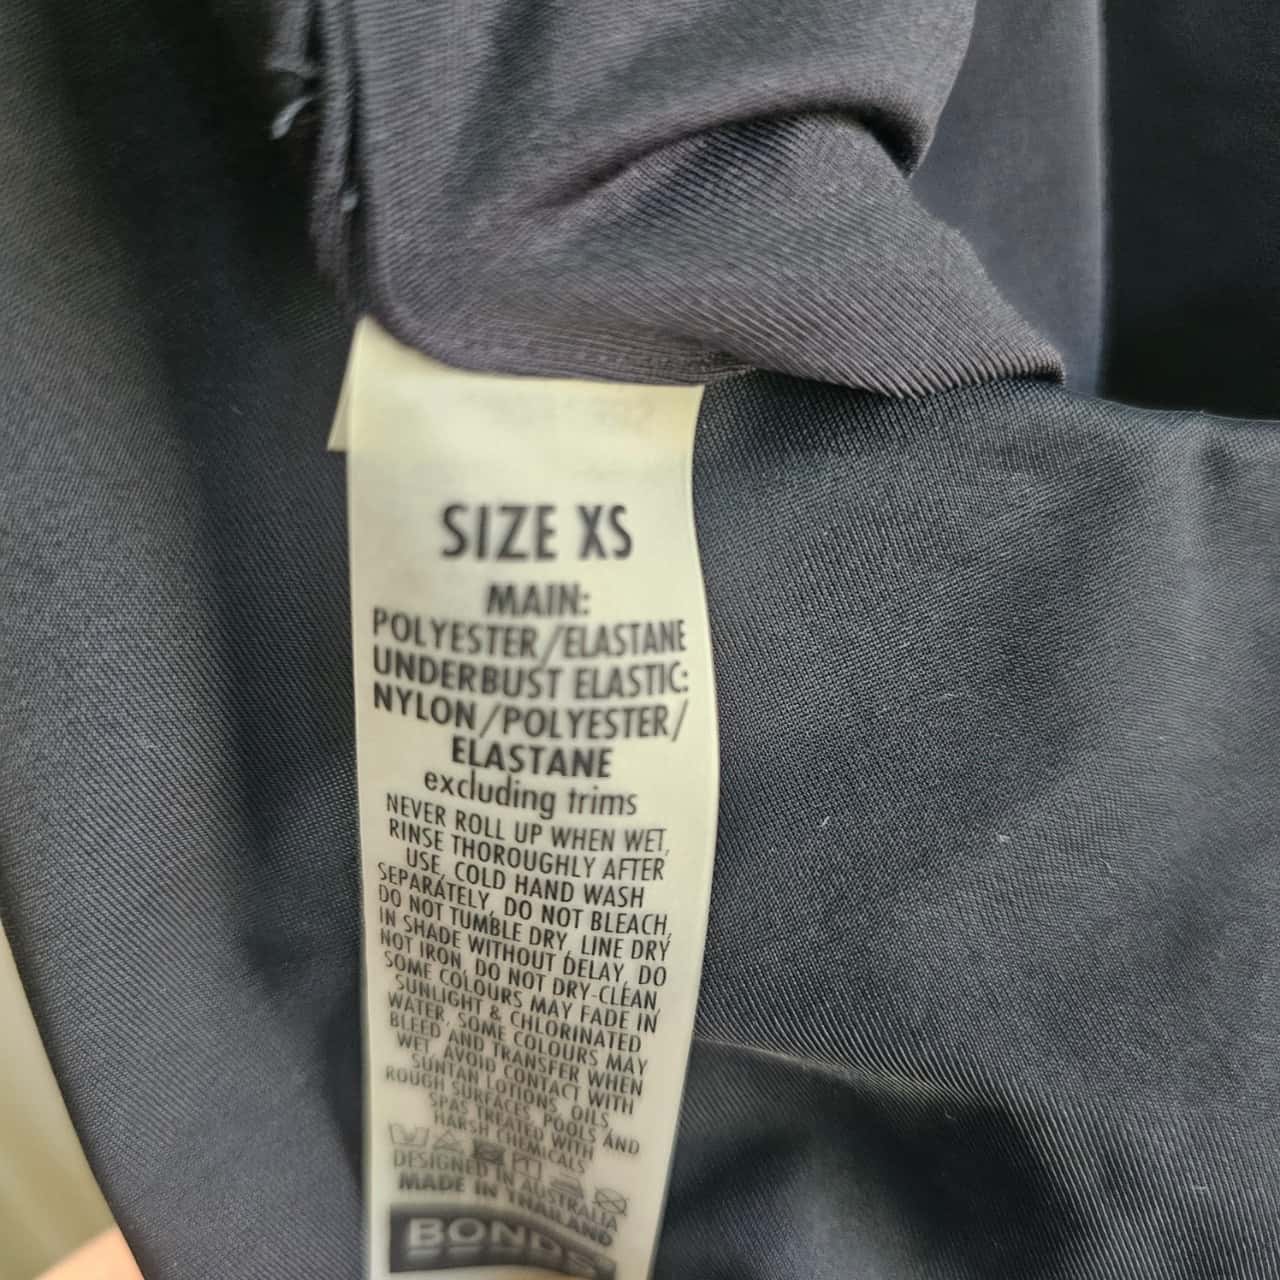 SIZE XS
MAIN:
POLYESTER/ELASTANE
UNDERBUST ELASTIC:
NYLON/POLYESTER/
ELASTANE
excluding trims
NEVER ROLL UP WHEN WET,
RINSE THOROUGHLY AFTER
USE, COLD HAND WASH
SEPARATELY, DO NOT BLEACH,
DO NOT TUMBLE DRY, LINE DRY
IN SHADE WITHOUT DELAY, DO
NOT IRON, DO NOT DRY-CLEAN,
SOME COLOURS MAY FADE IN
SUNLIGHT & CHLORINATED
WATER, SOME COLOURS MAY
BLEED AND TRANSFER WHEN
WET, AVOID CONTACT WITH
SUNTAN LOTIONS, OILS,
ROUGH SURFACES, POOLS AND
SPAS TREATED WITH
HARSH CHEMICALS
DESIGNED IN AUSTRALIA
MADE IN THAILAND
BONDS